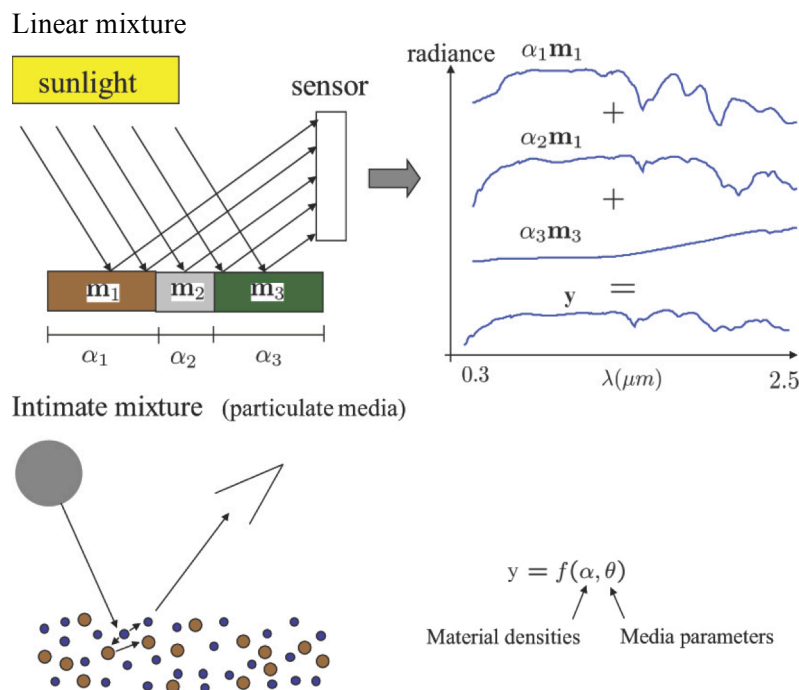 Linear mixture
sunlight
sensor
m₁
m₂
m₃
α₁
α₂
α₃
radiance
α₁m₁
+
α₂m₁
+
α₃m₃
y
=
0.3
λ(μm)
2.5
Intimate mixture (particulate media)
y = f(α, θ)
Material densities
Media parameters